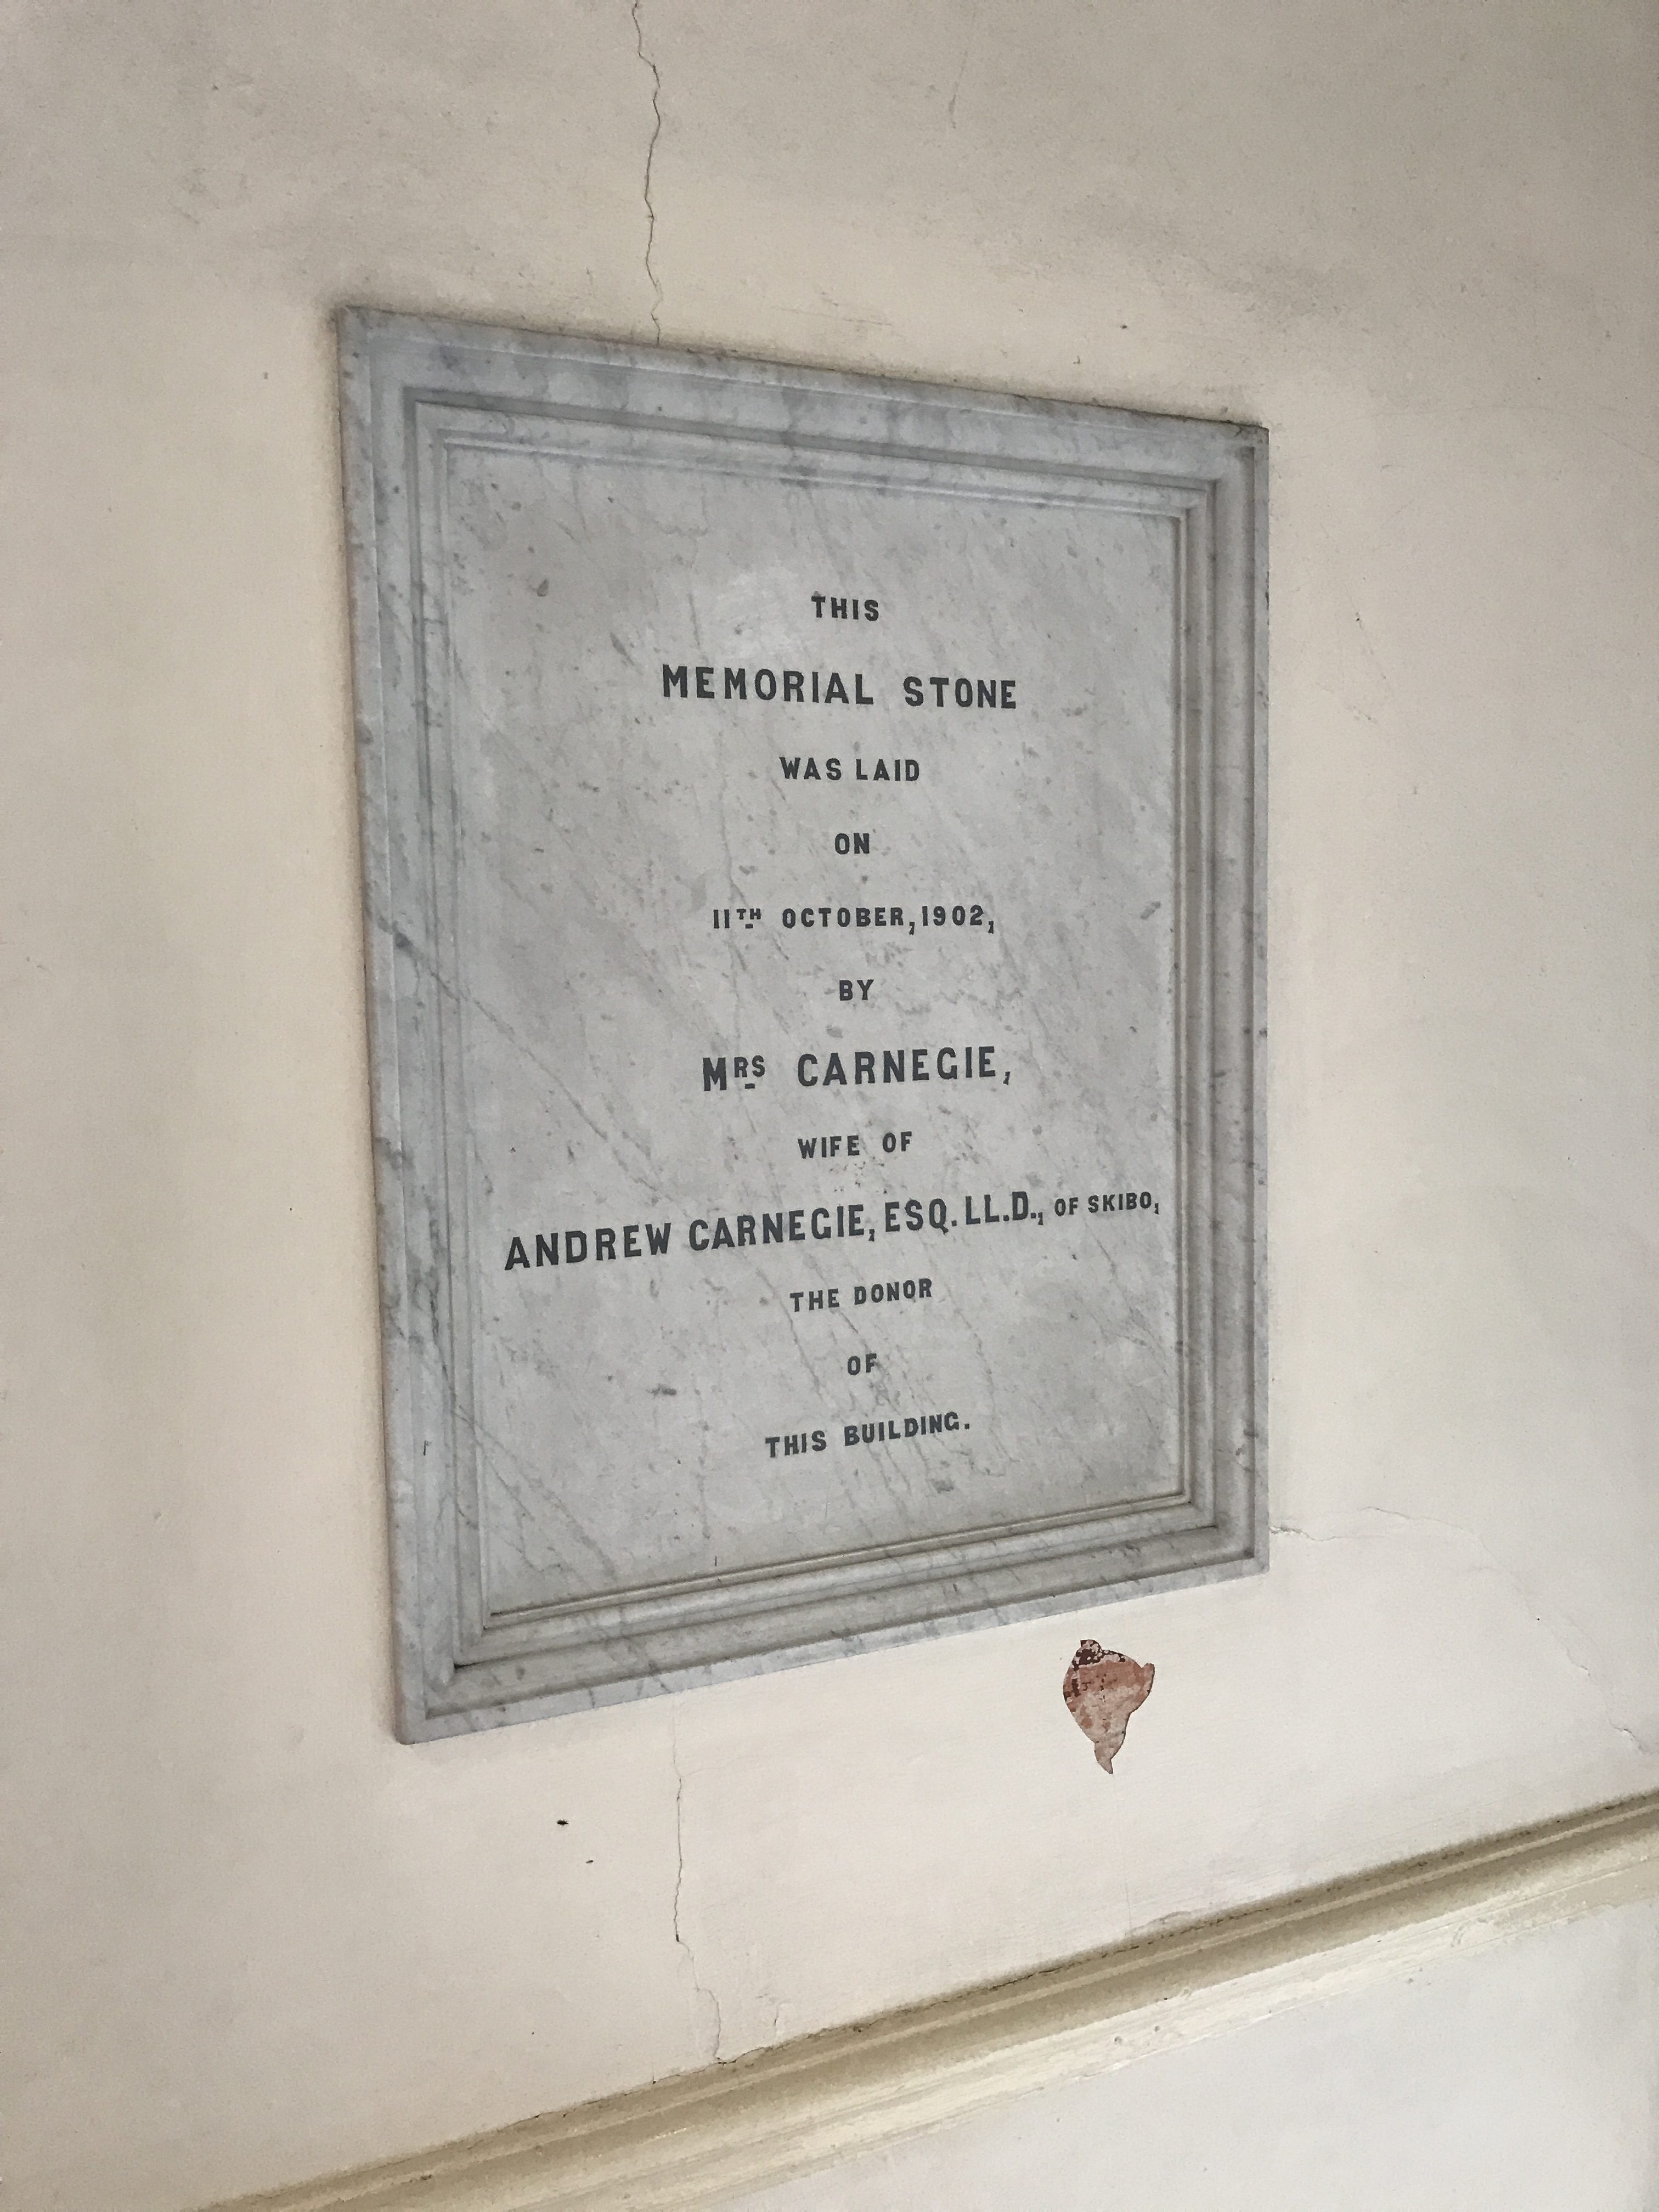 THIS
MEMORIAL STONE
WAS LAID
ON
11TH OCTOBER, 1902,
BY
MRS CARNEGIE,
WIFE OF
ANDREW CARNEGIE, ESQ. LL.D., OF SKIBO,
THE DONOR
OF
THIS BUILDING.